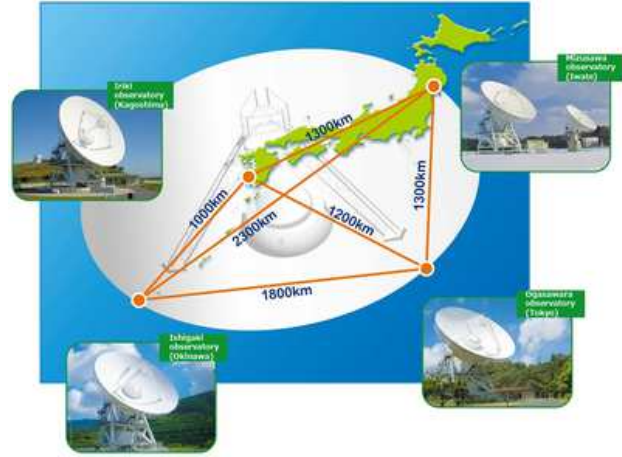 Iriki
observatory
(Kagoshima)
Mizusawa
observatory
(Iwate)
1300km
1000km
2300km
1200km
1300km
1800km
Ishigaki
observatory
(Okinawa)
Ogasawara
observatory
(Tokyo)